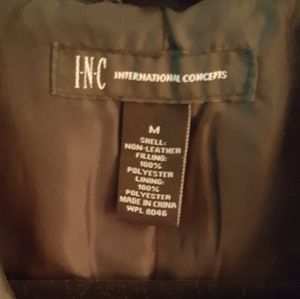 I·N·C INTERNATIONAL CONCEPTS
M
SHELL:
NON-LEATHER
FILLING:
100%
POLYESTER
LINING:
100%
POLYESTER
MADE IN CHINA
WPL 8046